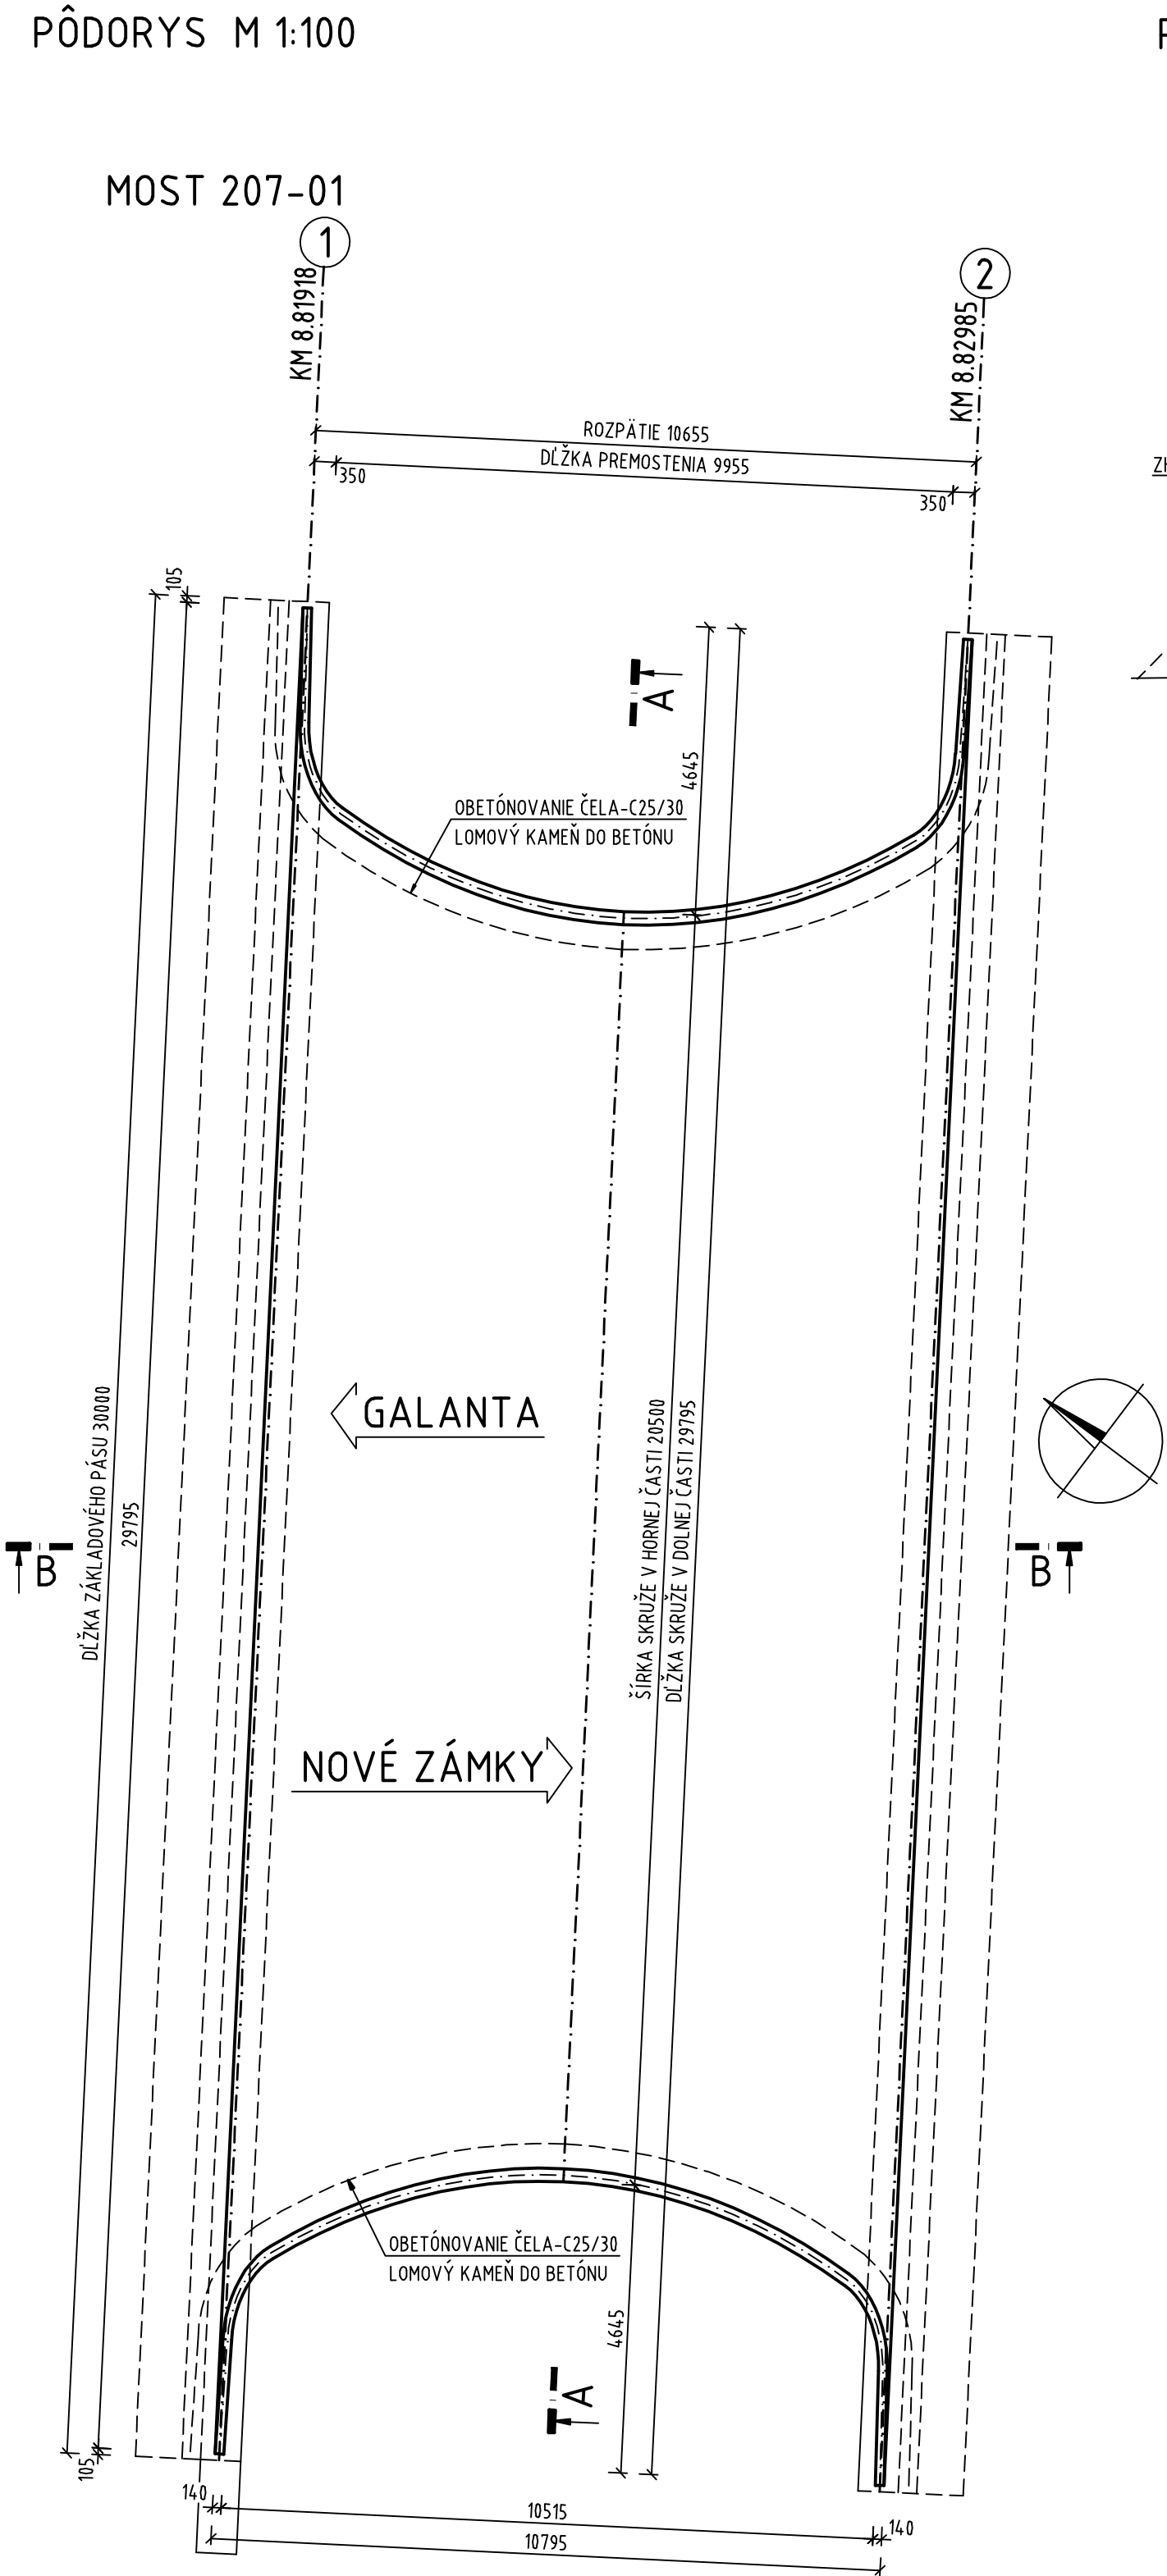 PÔDORYS M 1:100
MOST 207-01
1
KM 8.81918
2
KM 8.82985
ROZPÄTIE 10655
DĹŽKA PREMOSTENIA 9955
350
350
105
4645
A
OBETÓNOVANIE ČELA-C25/30
LOMOVÝ KAMEŇ DO BETÓNU
GALANTA
DĹŽKA ZÁKLADOVÉHO PÁSU 30000
29795
ŠÍRKA SKRUŽE V HORNEJ ČASTI 20500
DĹŽKA SKRUŽE V DOLNEJ ČASTI 29795
B
B
NOVÉ ZÁMKY
OBETÓNOVANIE ČELA-C25/30
LOMOVÝ KAMEŇ DO BETÓNU
4645
A
105
140
10515
10795
140